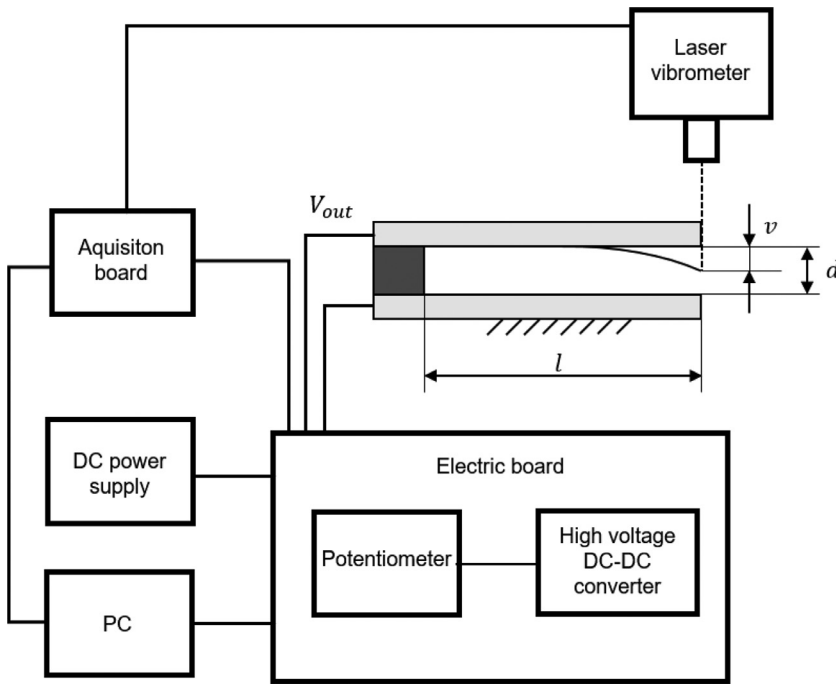 Laser
vibrometer
V_out
v
Aquisiton
board
d
l
DC power
supply
Electric board
Potentiometer
High voltage
DC-DC
converter
PC